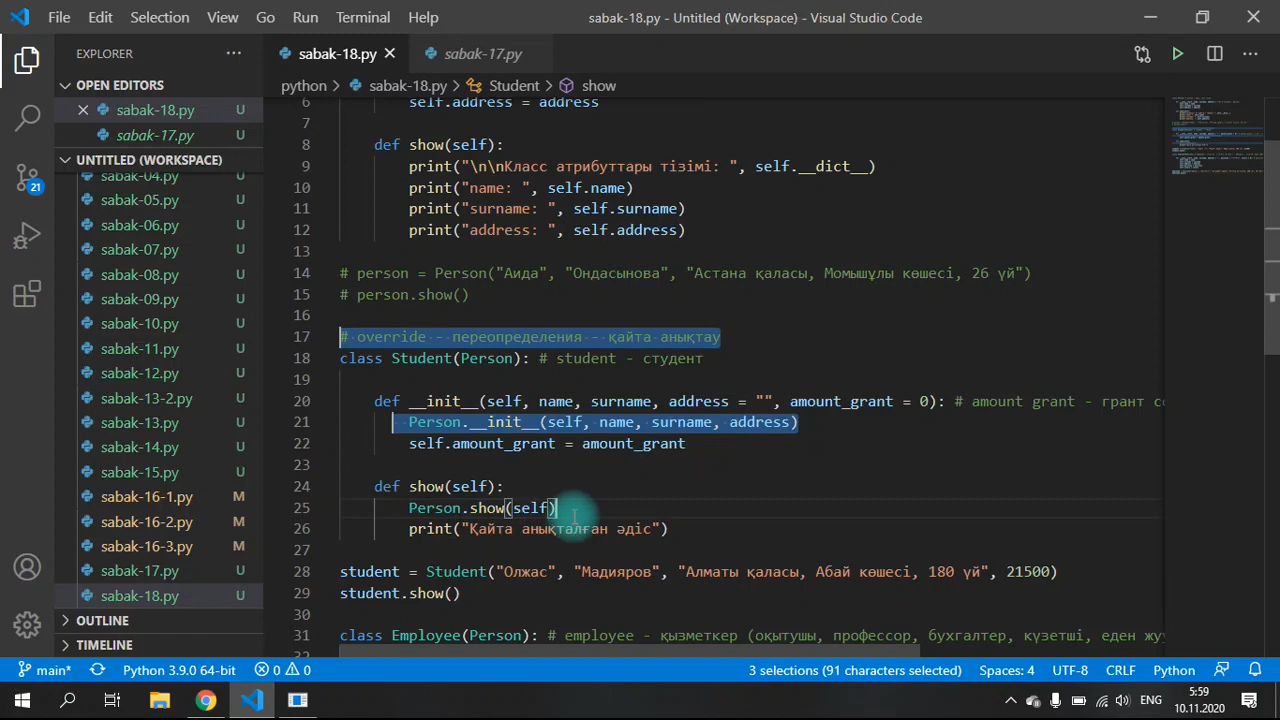 File Edit Selection View Go Run Terminal Help
sabak-18.py - Untitled (Workspace) - Visual Studio Code
EXPLORER
OPEN EDITORS
sabak-18.py U
sabak-17.py U
UNTITLED (WORKSPACE)
sabak-04.py U
sabak-05.py U
sabak-06.py U
sabak-07.py U
sabak-08.py U
sabak-09.py U
sabak-10.py U
sabak-11.py U
sabak-12.py U
sabak-13-2.py U
sabak-14.py U
sabak-15.py U
sabak-16-1.py M
sabak-16-2.py M
sabak-16-3.py M
sabak-17.py U
sabak-18.py U
OUTLINE
TIMELINE
21
sabak-18.py sabak-17.py
python > sabak-18.py > Student > show
6 self.address = address
7
8 def show(self):
9 print("\n\nКласс атрибуттары тізімі: ", self.__dict__)
10 print("name: ", self.name)
11 print("surname: ", self.surname)
12 print("address: ", self.address)
13
14 # person = Person("Аида", "Ондасынова", "Астана қаласы, Момышұлы көшесі, 26 үй")
15 # person.show()
16
17 # override - переопределения - қайта анықтау
18 class Student(Person): # student - студент
19
20 def __init__(self, name, surname, address = "", amount_grant = 0): # amount grant - грант со
21 Person.__init__(self, name, surname, address)
22 self.amount_grant = amount_grant
23
24 def show(self):
25 Person.show(self)
26 print("Қайта анықталған әдіс")
27
28 student = Student("Олжас", "Мадияров", "Алматы қаласы, Абай көшесі, 180 үй", 21500)
29 student.show()
30
31 class Employee(Person): # employee - қызметкер (оқытушы, профессор, бухгалтер, күзетші, еден жу
32
main* Python 3.9.0 64-bit 0 0 3 selections (91 characters selected) Spaces: 4 UTF-8 CRLF Python
ENG 5:59
10.11.2020